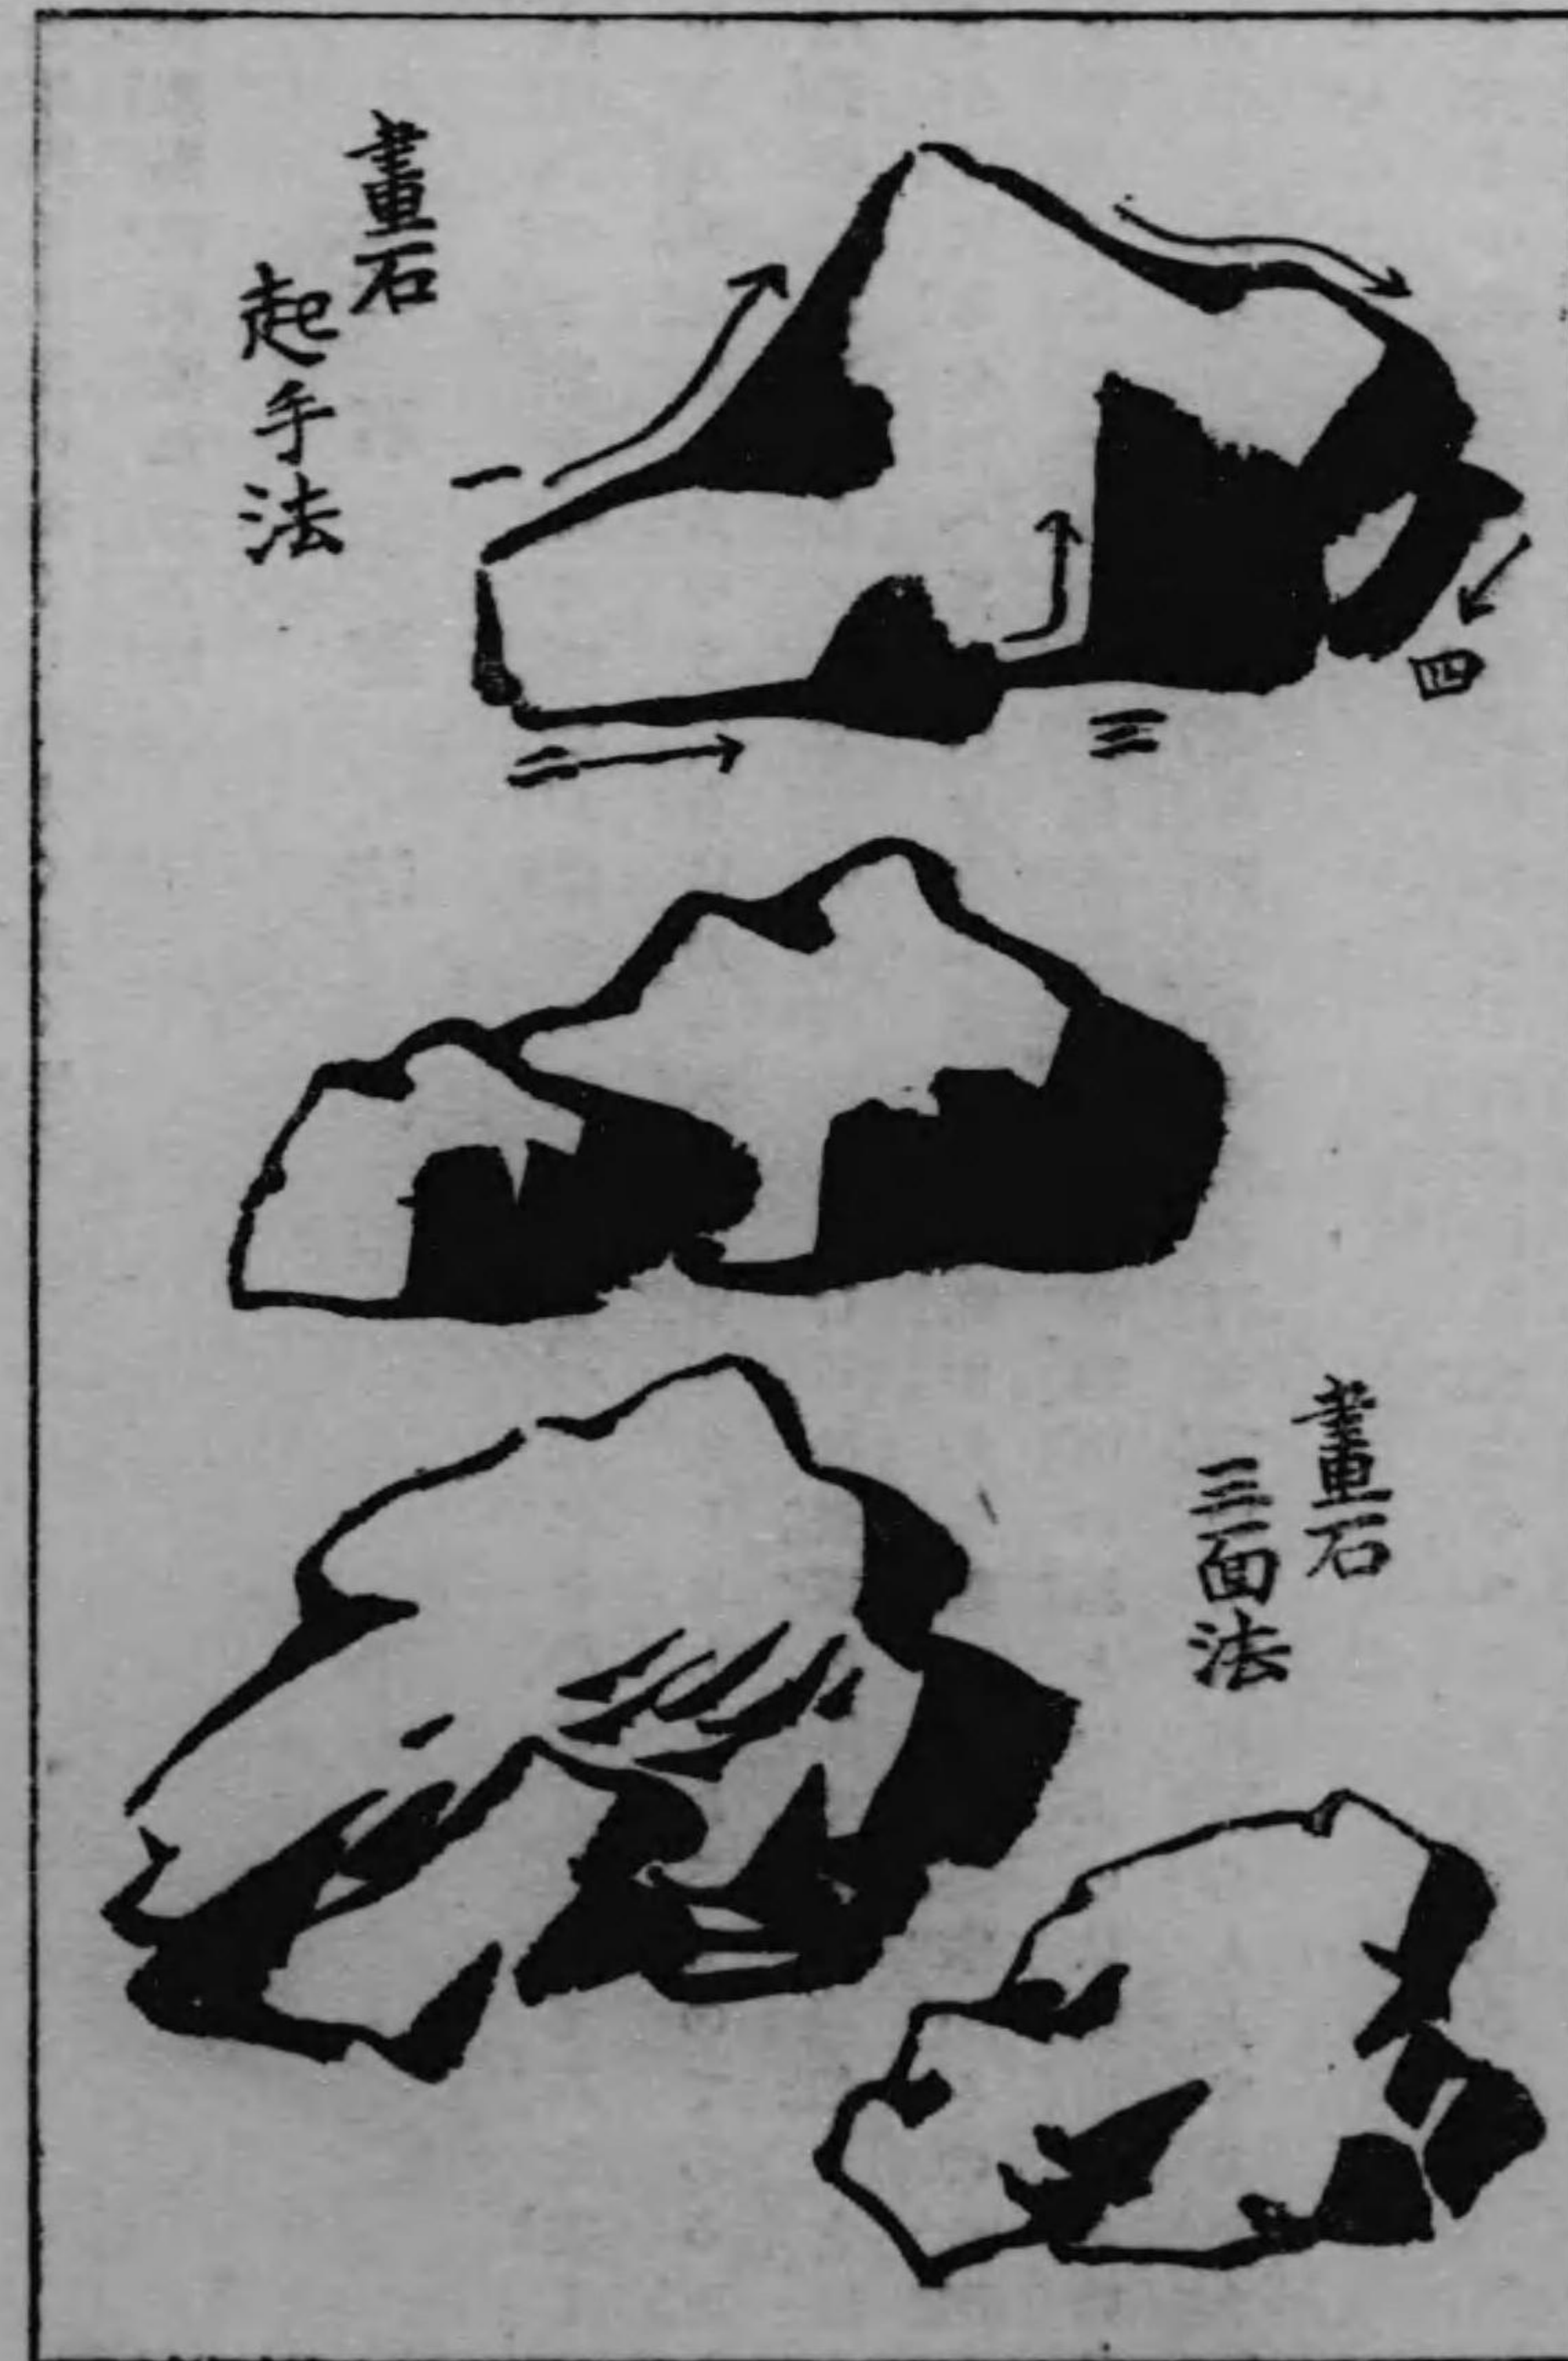 畫石
起手法
一
二
三
四
畫石
三面法